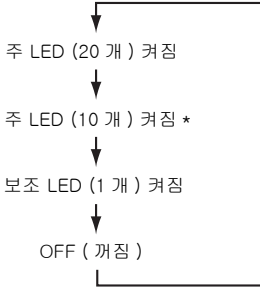 주 LED (20 개 ) 켜짐
주 LED (10 개 ) 켜짐 *
보조 LED (1 개 ) 켜짐
OFF ( 꺼짐 )